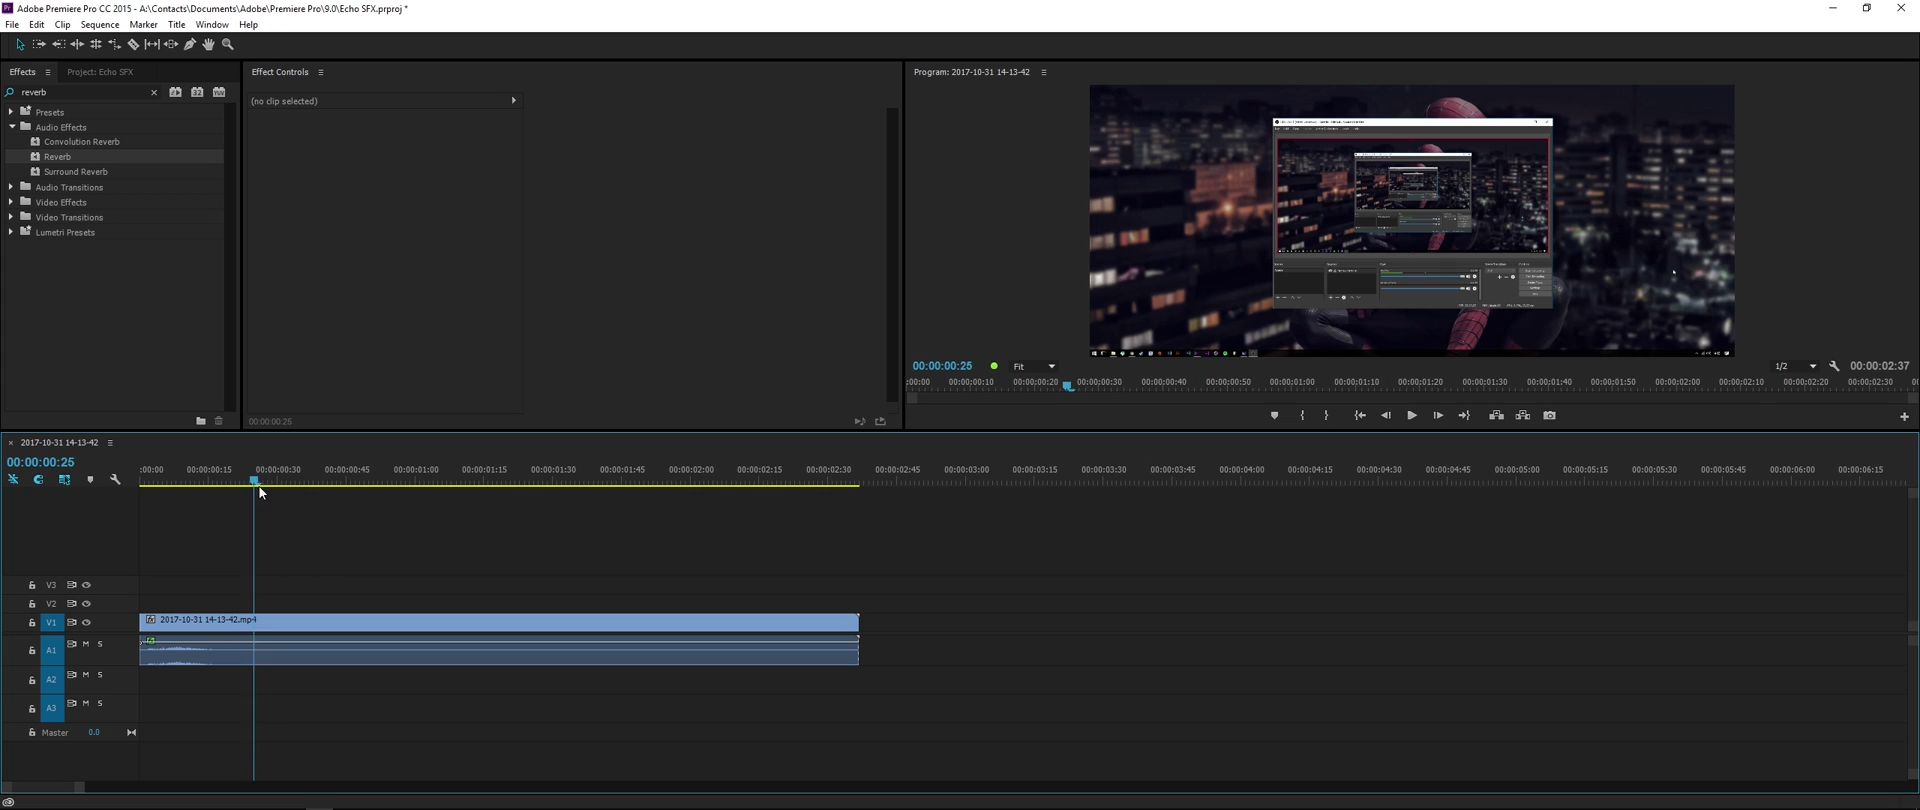 Adobe Premiere Pro CC 2015 - A:\Contacts\Documents\Adobe\Premiere Pro\9.0\Echo SFX.prproj *
File Edit Clip Sequence Marker Title Window Help
Effects Project: Echo SFX Effect Controls Program: 2017-10-31 14-13-42
reverb
(no clip selected)
Presets
Audio Effects
Convolution Reverb
Reverb
Surround Reverb
Audio Transitions
Video Effects
Video Transitions
Lumetri Presets
00:00:00:25 Fit 1/2 00:00:02:37
:00:00 00:00:00:10 00:00:00:20 00:00:00:30 00:00:00:40 00:00:00:50 00:00:01:00 00:00:01:10 00:00:01:20 00:00:01:30 00:00:01:40 00:00:01:50 00:00:02:00 00:00:02:10 00:00:02:20 00:00:02:30
00:00:00:25
2017-10-31 14-13-42
00:00:00:25
:00:00 00:00:00:15 00:00:00:30 00:00:00:45 00:00:01:00 00:00:01:15 00:00:01:30 00:00:01:45 00:00:02:00 00:00:02:15 00:00:02:30 00:00:02:45 00:00:03:00 00:00:03:15 00:00:03:30 00:00:03:45 00:00:04:00 00:00:04:15 00:00:04:30 00:00:04:45 00:00:05:00 00:00:05:15 00:00:05:30 00:00:05:45 00:00:06:00 00:00:06:15
V3
V2
V1 2017-10-31 14-13-42.mp4
A1 M S
A2 M S
A3 M S
Master 0.0